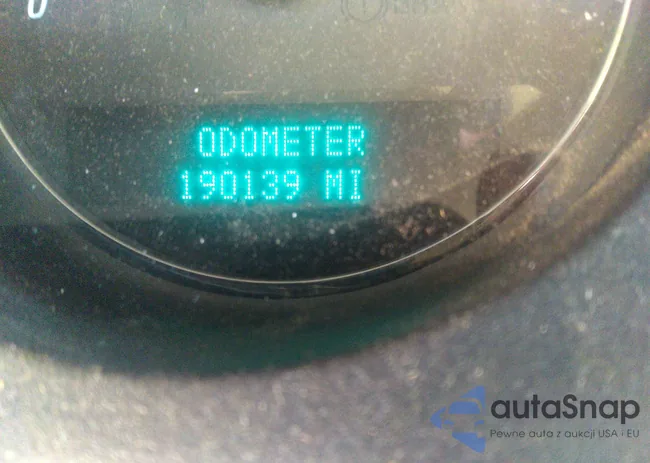 ODOMETER
190139 MI
autaSnap
Pewne auta z aukcji USA i EU